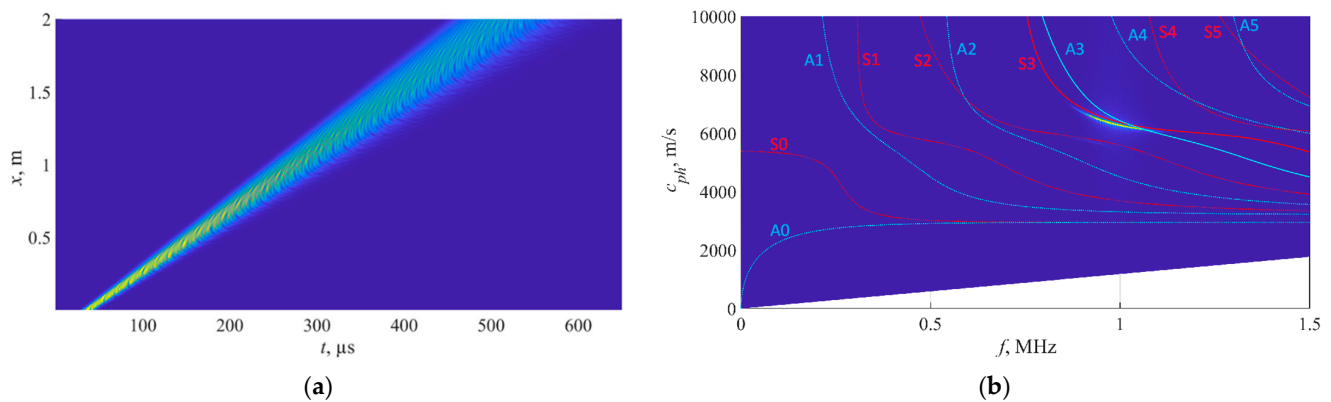 2
1.5
1
0.5
x, m
100 200 300 400 500 600
t, µs
(a)
10000
8000
6000
4000
2000
0
c_ph, m/s
A1
S1
S2
A2
S3
A3
A4
S4
S5
A5
S0
A0
0 0.5 1 1.5
f, MHz
(b)